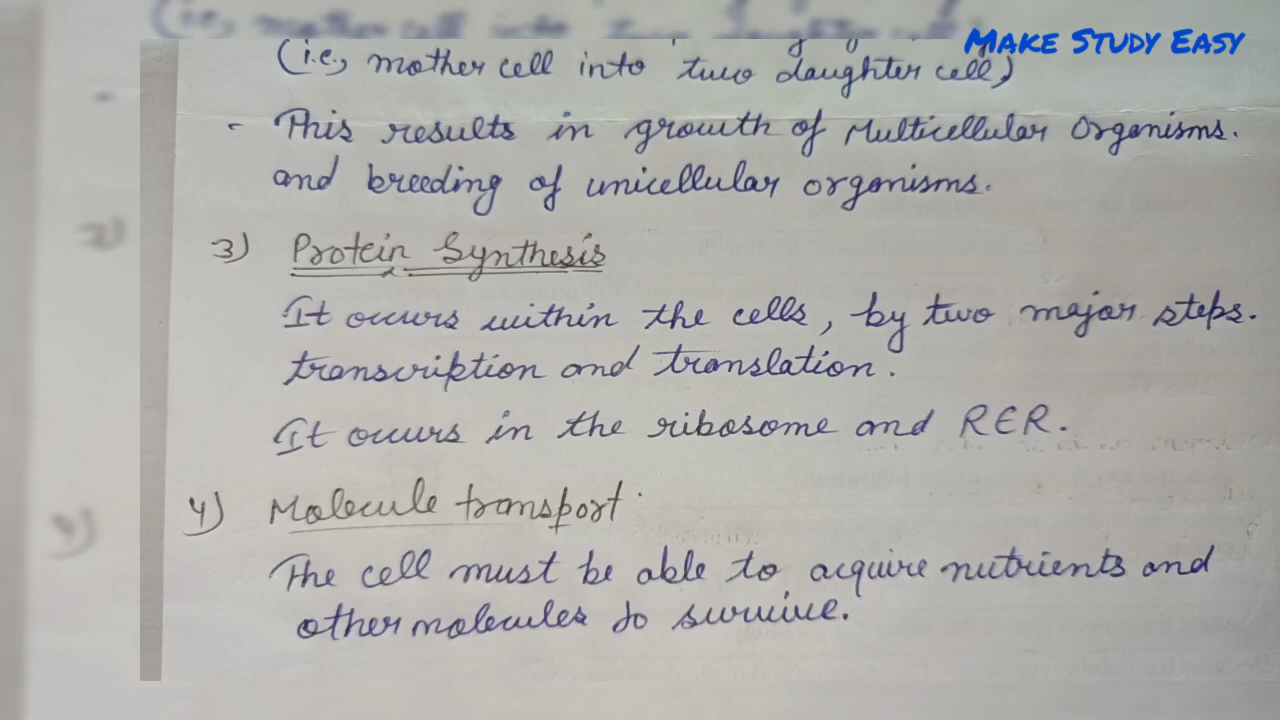 MAKE STUDY EASY
(i.e, mother cell into two daughter cell)
- This results in growth of Multicellular Organisms.
and breeding of unicellular organisms.
3) Protein Synthesis
It occurs within the cells, by two major steps.
transcription and translation.
It occurs in the ribosome and RER.
4) Molecule transport.
The cell must be able to acquire nutrients and
other molecules to survive.